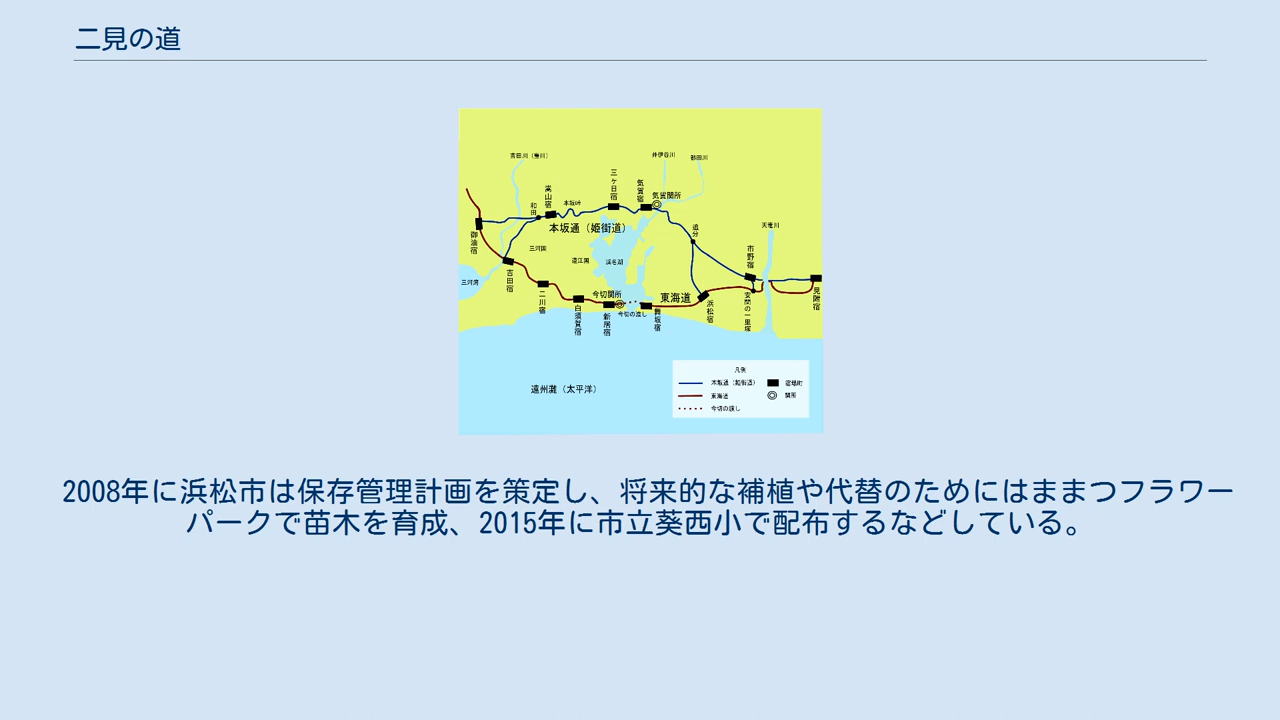 二見の道
吉田川（豊川）
井伊谷川
都田川
三ケ日宿
気賀宿
気賀関所
嵩山宿
本坂峠
和田
本坂通（姫街道）
追分
天竜川
御油宿
三河国
遠江国
浜名湖
市野宿
三河湾
吉田宿
二川宿
白須賀宿
今切関所
新居宿
今切の渡し
舞坂宿
東海道
浜松宿
安間の一里塚
見附宿
遠州灘（太平洋）
凡例
本坂通（姫街道）
宿場町
東海道
関所
今切の渡し
2008年に浜松市は保存管理計画を策定し、将来的な補植や代替のためにはままつフラワー
パークで苗木を育成、2015年に市立葵西小で配布するなどしている。